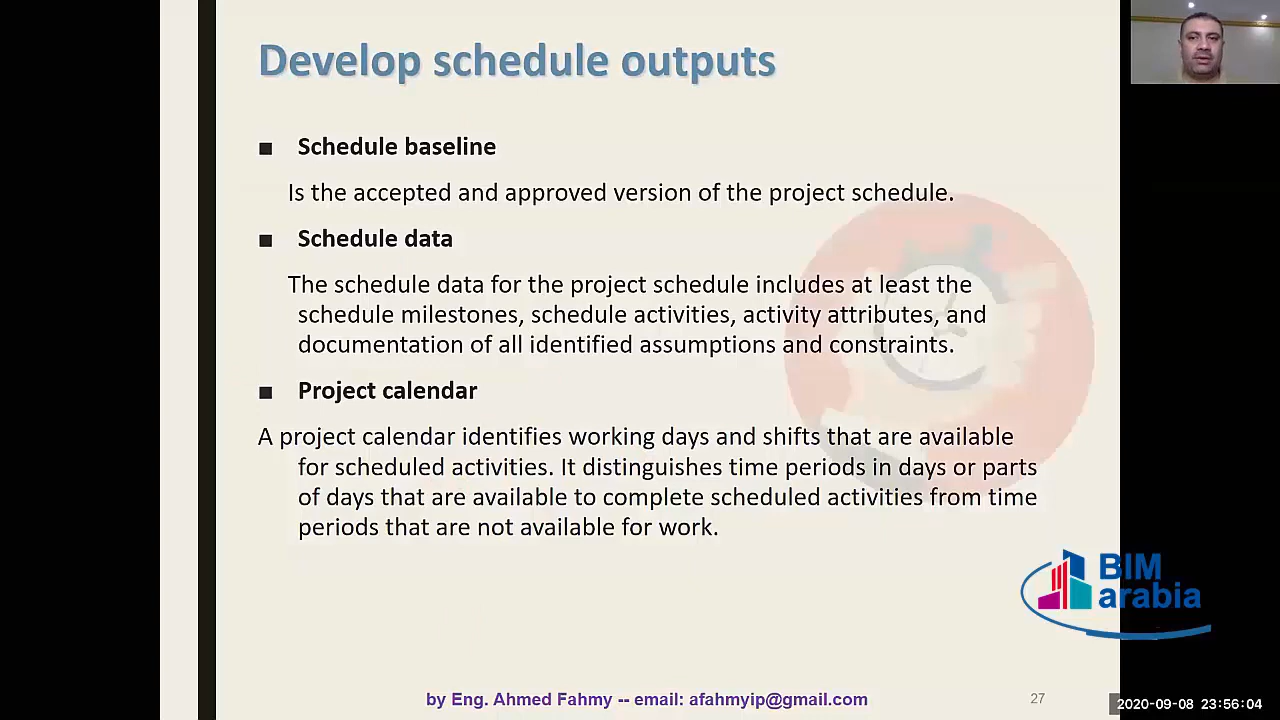 Develop schedule outputs
■ Schedule baseline
Is the accepted and approved version of the project schedule.
■ Schedule data
The schedule data for the project schedule includes at least the
schedule milestones, schedule activities, activity attributes, and
documentation of all identified assumptions and constraints.
■ Project calendar
A project calendar identifies working days and shifts that are available
for scheduled activities. It distinguishes time periods in days or parts
of days that are available to complete scheduled activities from time
periods that are not available for work.
BIM
arabia
by Eng. Ahmed Fahmy -- email: afahmyip@gmail.com
27
2020-09-08 23:56:04